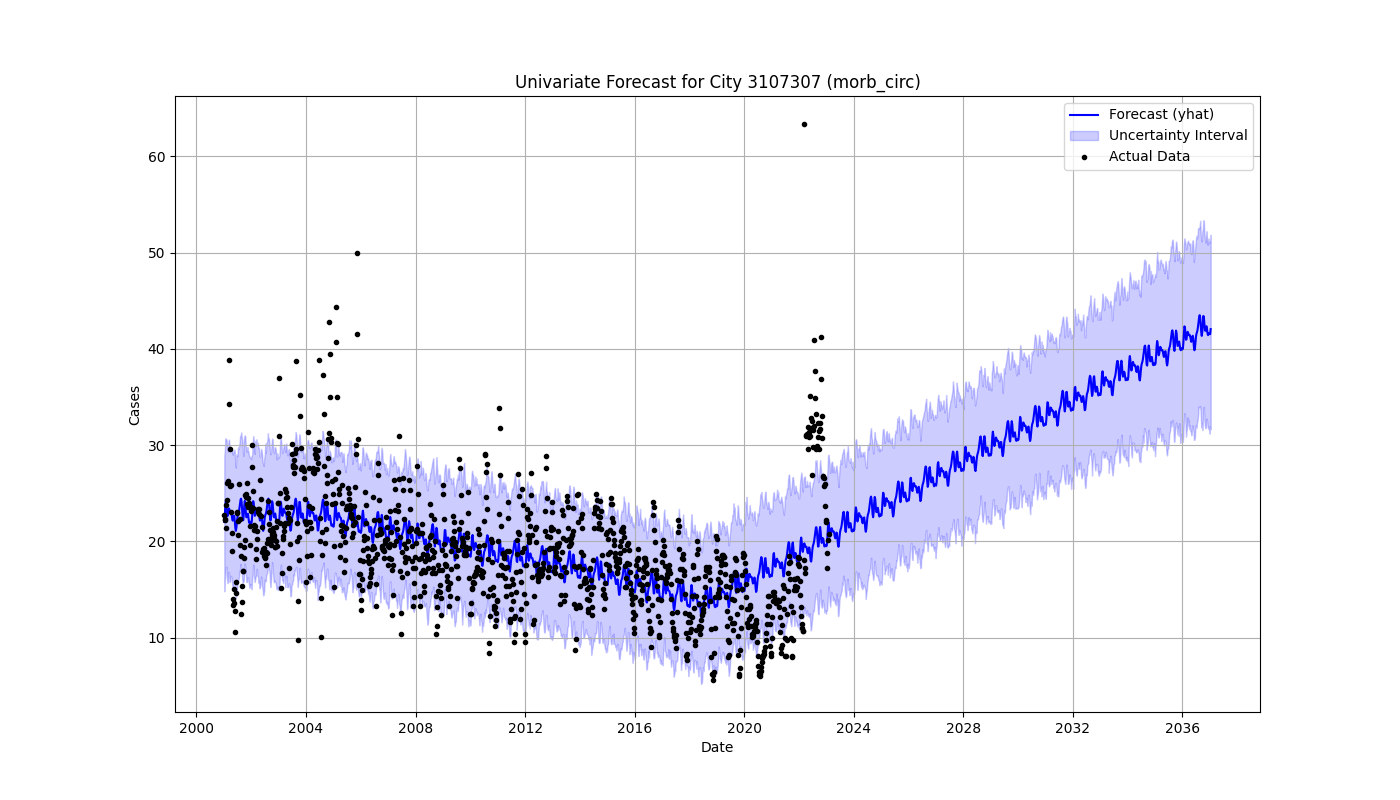 Univariate Forecast for City 3107307 (morb_circ)
Forecast (yhat)
Uncertainty Interval
Actual Data
Cases
60
50
40
30
20
10
2000 2004 2008 2012 2016 2020 2024 2028 2032 2036
Date